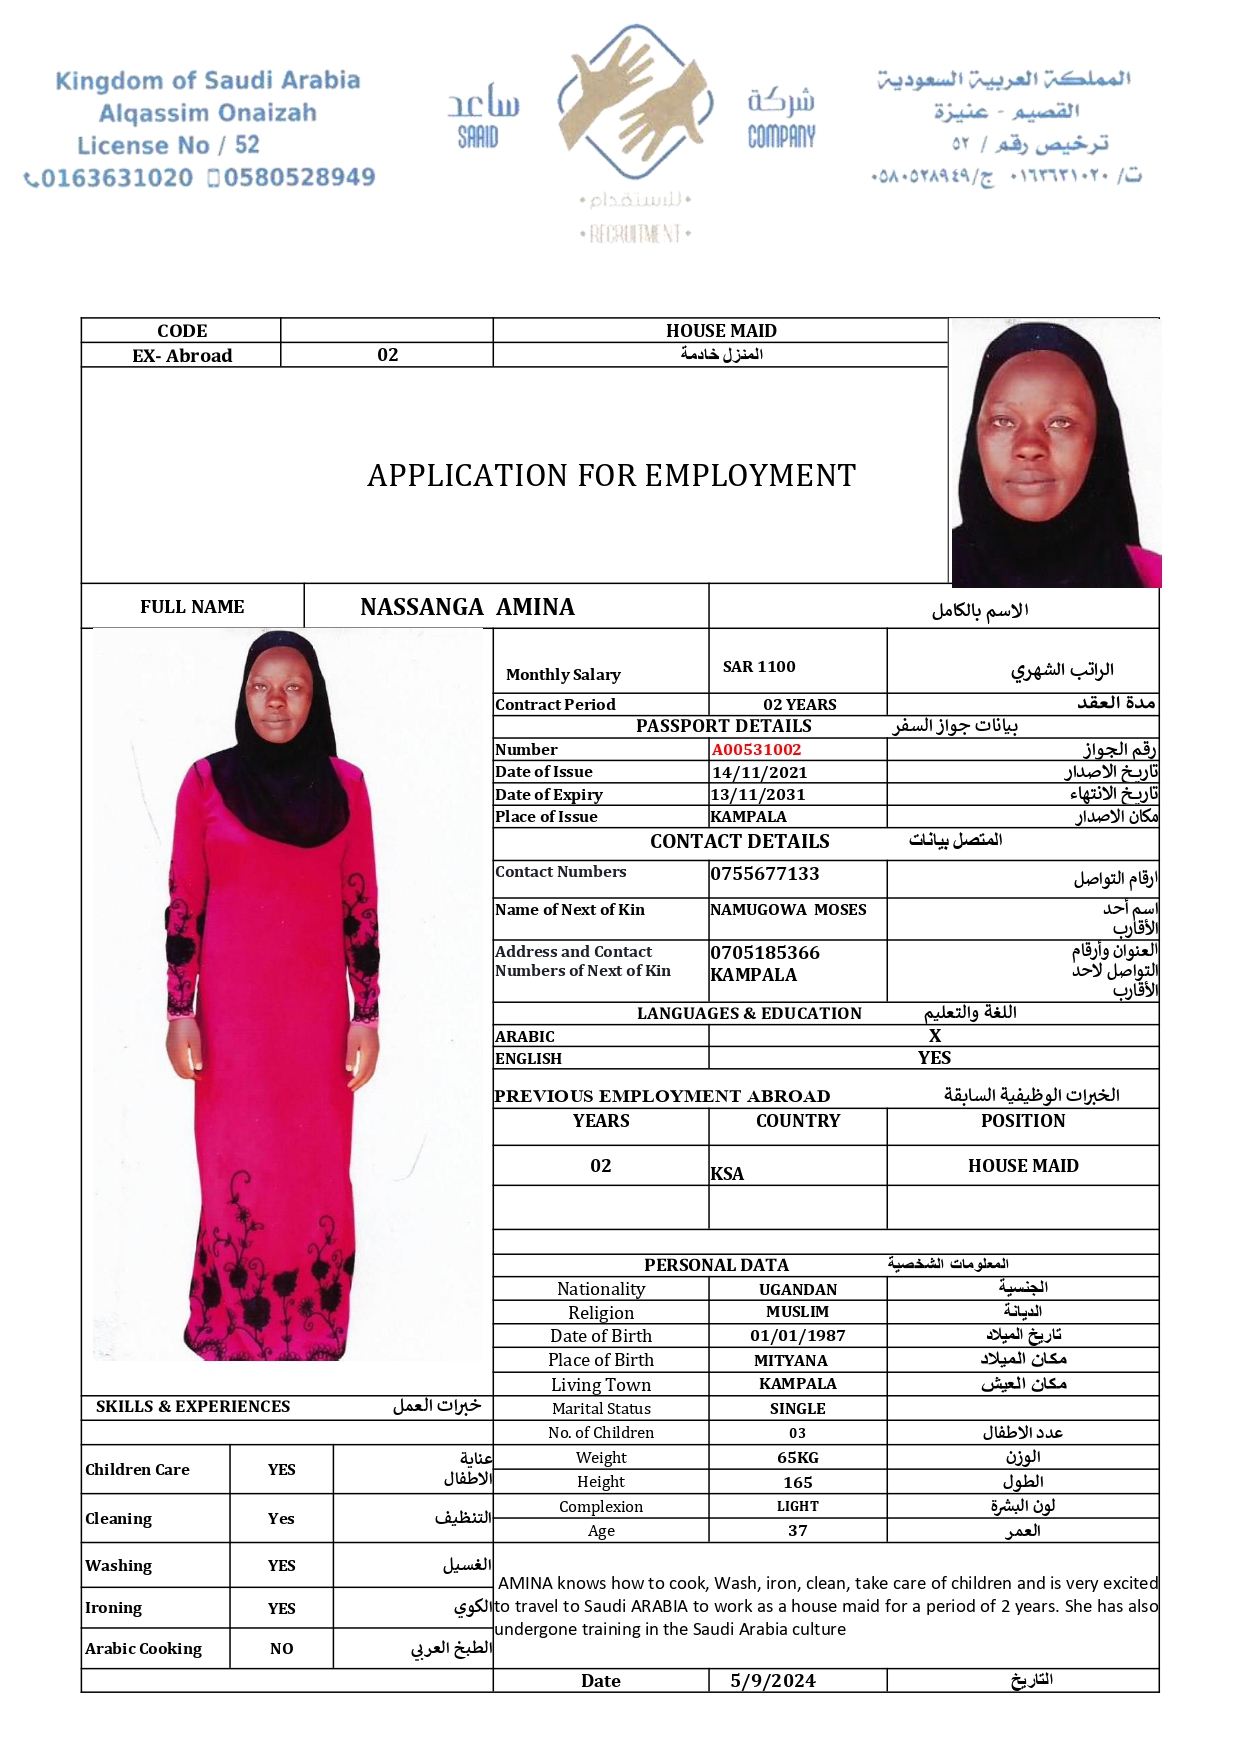 Kingdom of Saudi Arabia
Alqassim Onaizah
License No / 52
0163631020 0580528949
ساعد
SAAID
شركة
COMPANY
•للاستقدام•
•RECRUITMENT•
المملكة العربية السعودية
القصيم - عنيزة
ترخيص رقم / ٥٢
ت/ ٠١٦٣٦٣١٠٢٠ ج/٠٥٨٠٥٢٨٩٤٩
CODE HOUSE MAID
EX- Abroad 02 المنزل خادمة
APPLICATION FOR EMPLOYMENT
FULL NAME NASSANGA AMINA الاسم بالكامل
Monthly Salary SAR 1100 الراتب الشهري
Contract Period 02 YEARS مدة العقد
PASSPORT DETAILS بيانات جواز السفر
Number A00531002 رقم الجواز
Date of Issue 14/11/2021 تاريخ الاصدار
Date of Expiry 13/11/2031 تاريخ الانتهاء
Place of Issue KAMPALA مكان الاصدار
CONTACT DETAILS المتصل بيانات
Contact Numbers 0755677133 ارقام التواصل
Name of Next of Kin NAMUGOWA MOSES اسم أحد
الأقارب
Address and Contact 0705185366 العنوان وأرقام
Numbers of Next of Kin KAMPALA التواصل لاحد
الأقارب
LANGUAGES & EDUCATION اللغة والتعليم
ARABIC X
ENGLISH YES
PREVIOUS EMPLOYMENT ABROAD الخبرات الوظيفية السابقة
YEARS COUNTRY POSITION
02 KSA HOUSE MAID
PERSONAL DATA المعلومات الشخصية
Nationality UGANDAN الجنسية
Religion MUSLIM الديانة
Date of Birth 01/01/1987 تاريخ الميلاد
Place of Birth MITYANA مكان الميلاد
Living Town KAMPALA مكان العيش
Marital Status SINGLE
No. of Children 03 عدد الاطفال
Weight 65KG الوزن
Height 165 الطول
Complexion LIGHT لون البشرة
Age 37 العمر
SKILLS & EXPERIENCES خبرات العمل
Children Care YES عناية
الاطفال
Cleaning Yes التنظيف
Washing YES الغسيل
Ironing YES الكوي
Arabic Cooking NO الطبخ العربي
AMINA knows how to cook, Wash, iron, clean, take care of children and is very excited
to travel to Saudi ARABIA to work as a house maid for a period of 2 years. She has also
undergone training in the Saudi Arabia culture
Date 5/9/2024 التاريخ